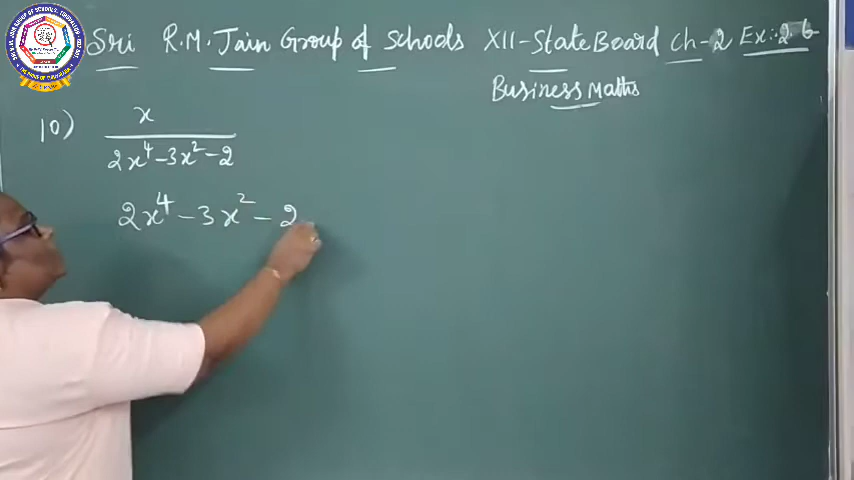 Sri R.M. Jain Group of Schools XII-State Board Ch-2 Ex:-2.6
Business Maths
10) x
2x⁴-3x²-2
2x⁴-3x²-2